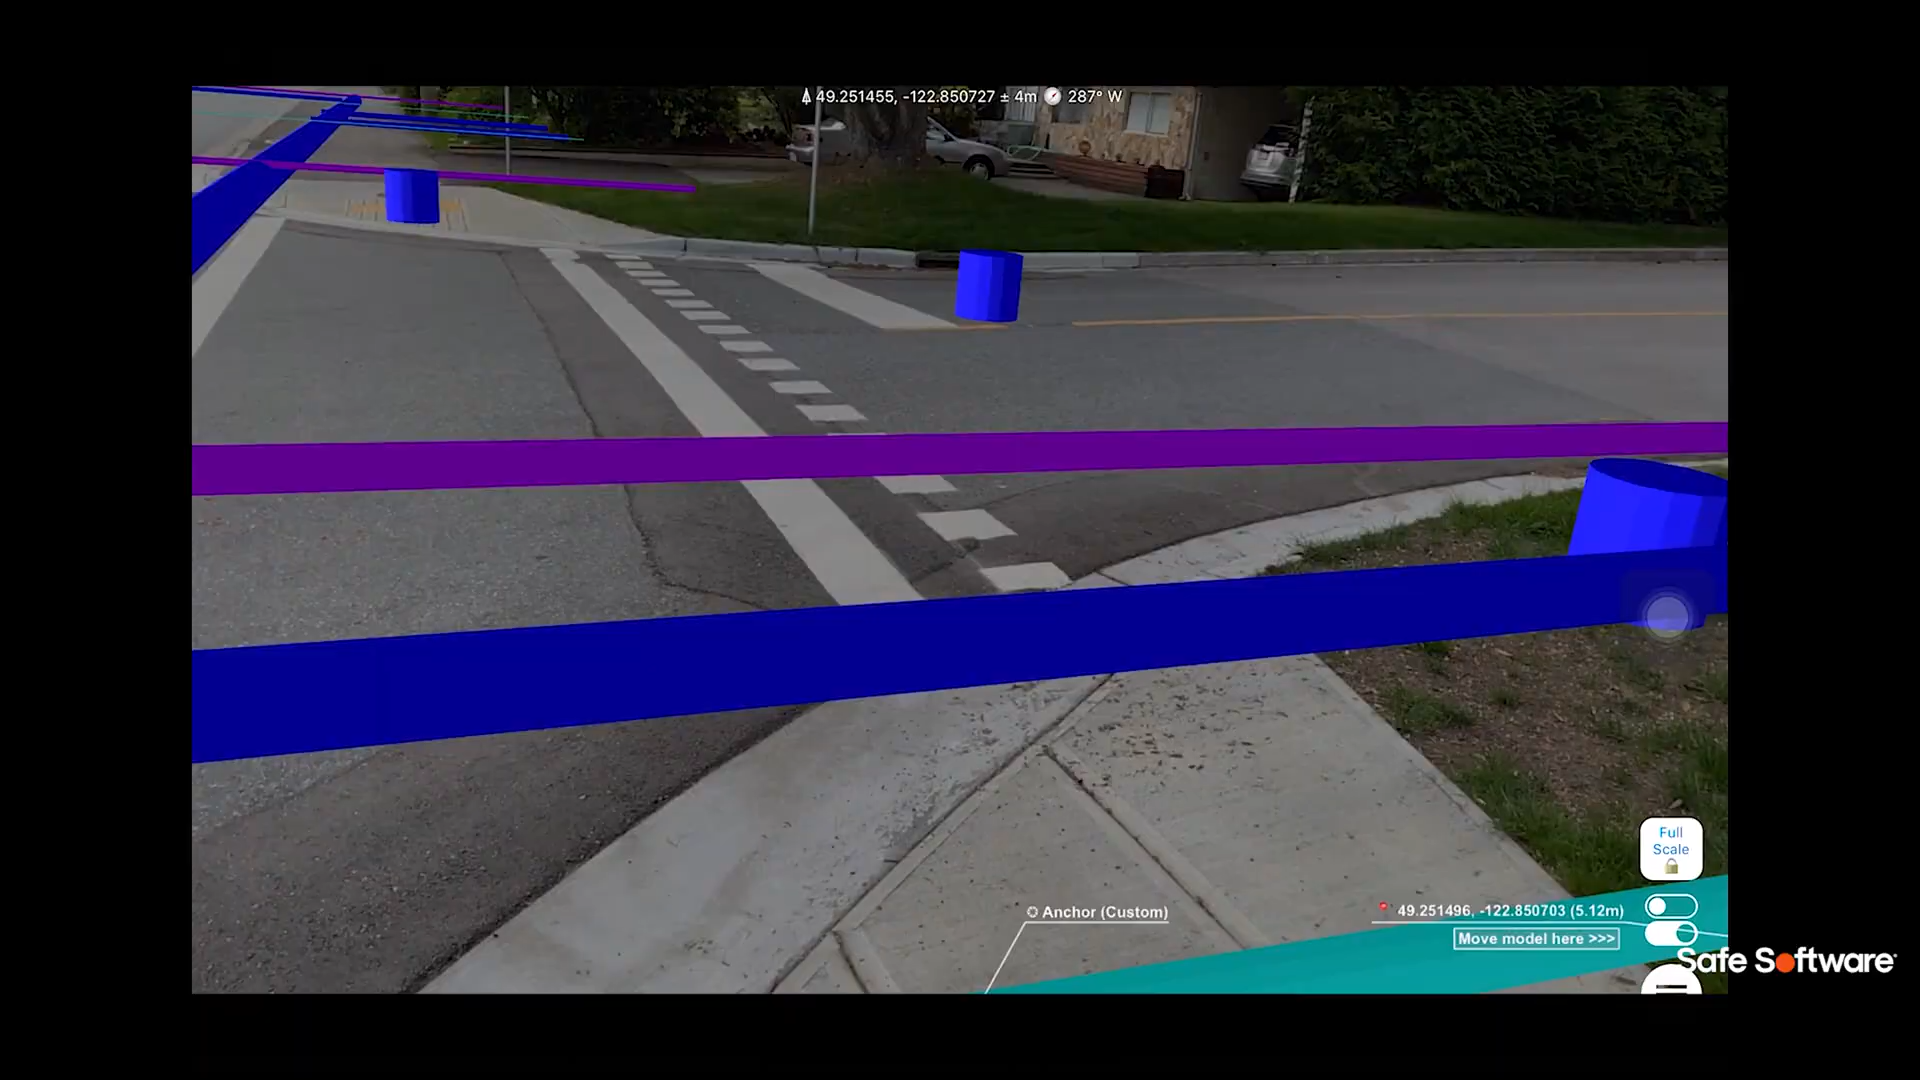 49.251455, -122.850727 ± 4m 287° W
Full
Scale
Anchor (Custom)
49.251496, -122.850703 (5.12m)
Move model here >>>
Safe Software